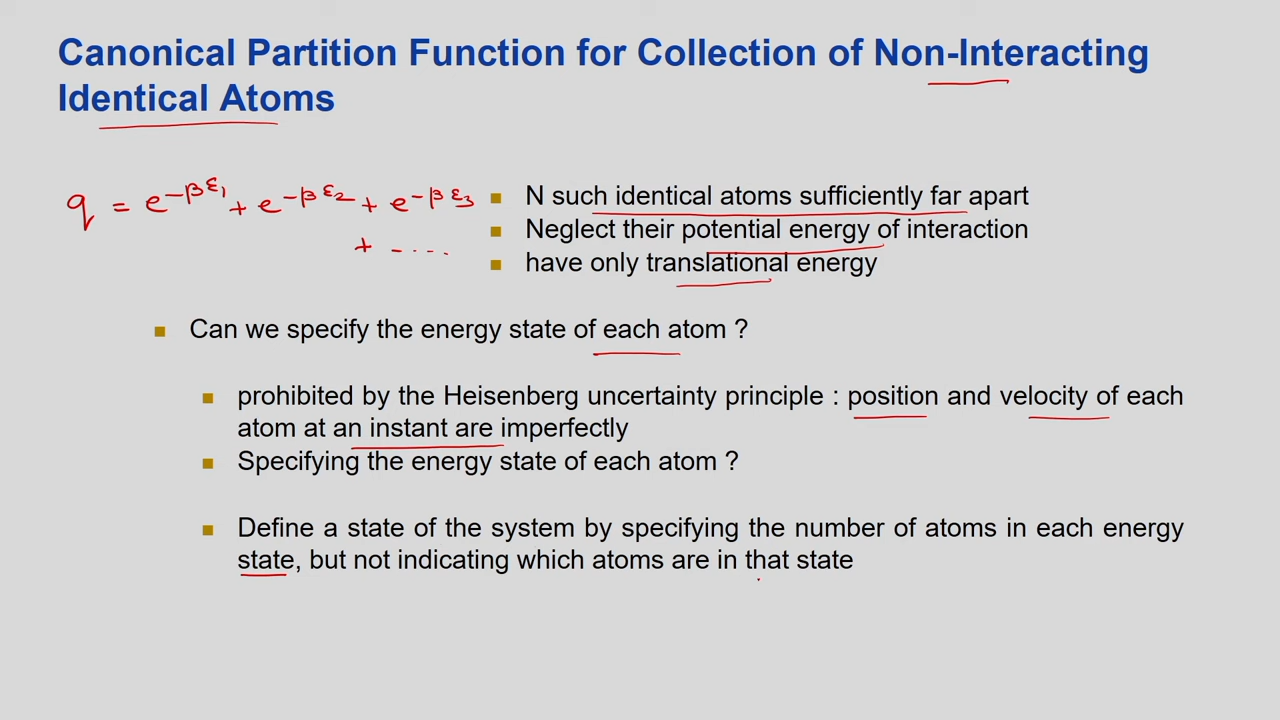 Canonical Partition Function for Collection of Non-Interacting
Identical Atoms
q = e^{-βε₁} + e^{-βε₂} + e^{-βε₃}
+ ....
N such identical atoms sufficiently far apart
Neglect their potential energy of interaction
have only translational energy
Can we specify the energy state of each atom ?
prohibited by the Heisenberg uncertainty principle : position and velocity of each
atom at an instant are imperfectly
Specifying the energy state of each atom ?
Define a state of the system by specifying the number of atoms in each energy
state, but not indicating which atoms are in that state